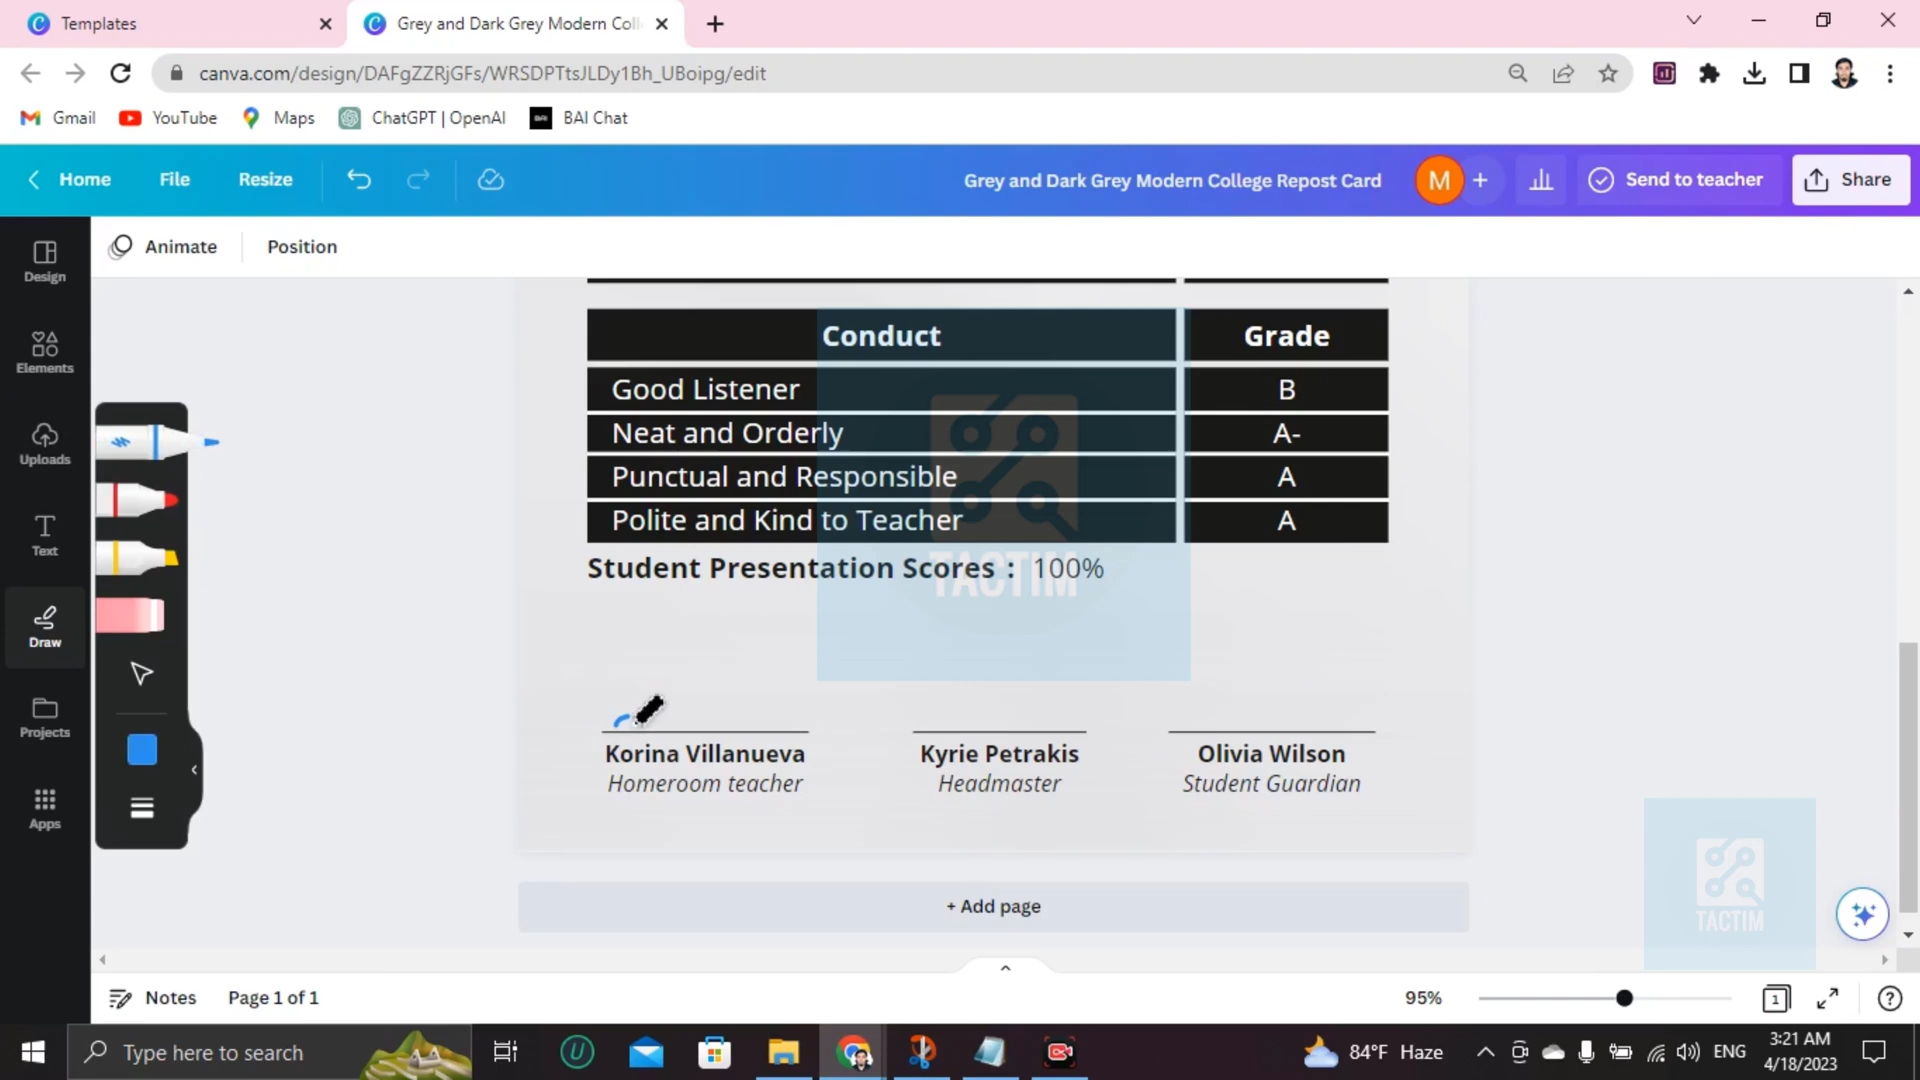 Templates
Grey and Dark Grey Modern Coll
canva.com/design/DAFgZZRjGFs/WRSDPTtsJLDy1Bh_UBoipg/edit
Gmail
YouTube
Maps
ChatGPT | OpenAI
BAI Chat
Home
File
Resize
Grey and Dark Grey Modern College Repost Card
M
Send to teacher
Share
Design
Elements
Uploads
Text
Draw
Projects
Apps
Animate
Position
Conduct Grade
Good Listener B
Neat and Orderly A-
Punctual and Responsible A
Polite and Kind to Teacher A
Student Presentation Scores : 100%
TACTIM
Korina Villanueva
Homeroom teacher
Kyrie Petrakis
Headmaster
Olivia Wilson
Student Guardian
TACTIM
+ Add page
Notes
Page 1 of 1
95%
1
Type here to search
84°F Haze
ENG
3:21 AM
4/18/2023